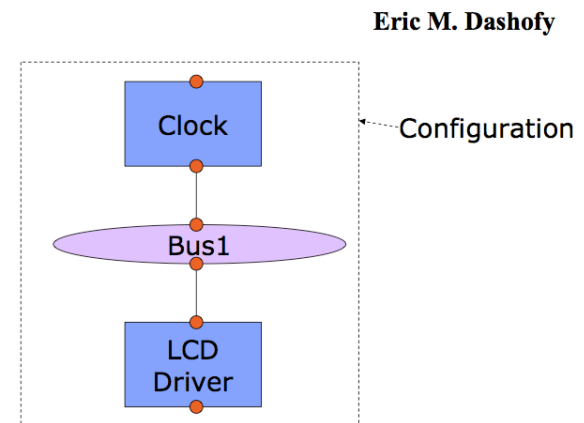 Eric M. Dashofy
Clock
Configuration
Bus1
LCD
Driver